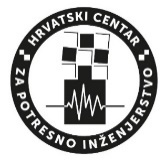 HRVATSKI CENTAR
ZA POTRESNO INŽENJERSTVO